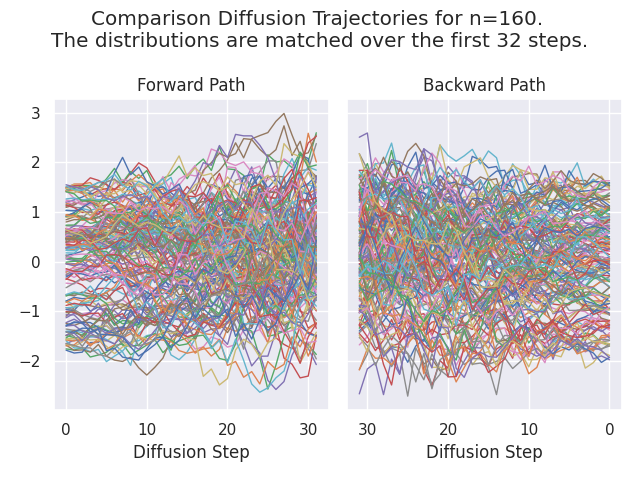 Comparison Diffusion Trajectories for n=160.
The distributions are matched over the first 32 steps.
Forward Path
Backward Path
3
2
1
0
−1
−2
0
10
20
30
30
20
10
0
Diffusion Step
Diffusion Step